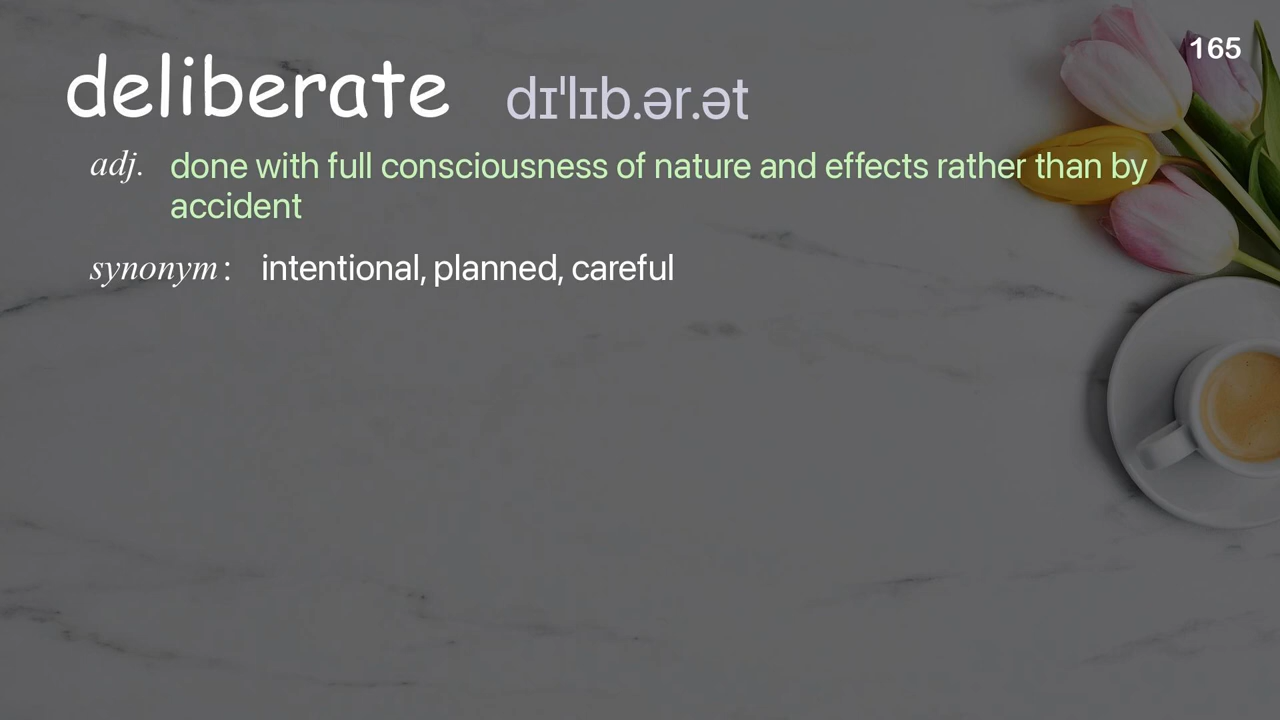 165
deliberate dɪˈlɪb.ər.ət
adj. done with full consciousness of nature and effects rather than by
accident
synonym: intentional, planned, careful